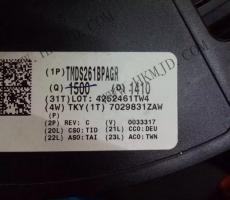 (1P) TMDS261BPAGR
(Q) 1500 (D) 1410
(31T)LOT: 4252461TW4
(4W) TKY(1T) 7029831ZAW
(P)
(2P) REV: C (V) 0033317
(20L) CSO:TID (21L) CCO:DEU
(22L) ASO:TAI (23L) ACO:TWN